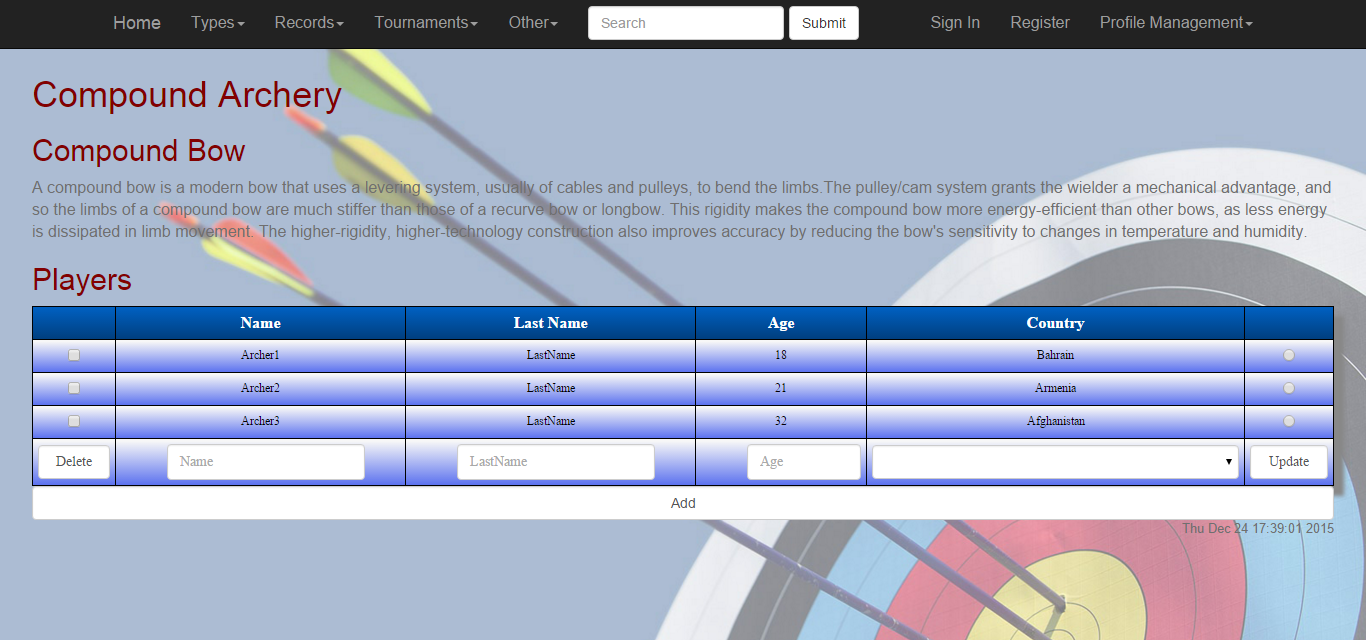 Home Types Records Tournaments Other Search Submit Sign In Register Profile Management
Compound Archery
Compound Bow
A compound bow is a modern bow that uses a levering system, usually of cables and pulleys, to bend the limbs.The pulley/cam system grants the wielder a mechanical advantage, and
so the limbs of a compound bow are much stiffer than those of a recurve bow or longbow. This rigidity makes the compound bow more energy-efficient than other bows, as less energy
is dissipated in limb movement. The higher-rigidity, higher-technology construction also improves accuracy by reducing the bow's sensitivity to changes in temperature and humidity.
Players
Name Last Name Age Country
Archer1 LastName 18 Bahrain
Archer2 LastName 21 Armenia
Archer3 LastName 32 Afghanistan
Delete Name LastName Age Update
Add
Thu Dec 24 17:39:01 2015